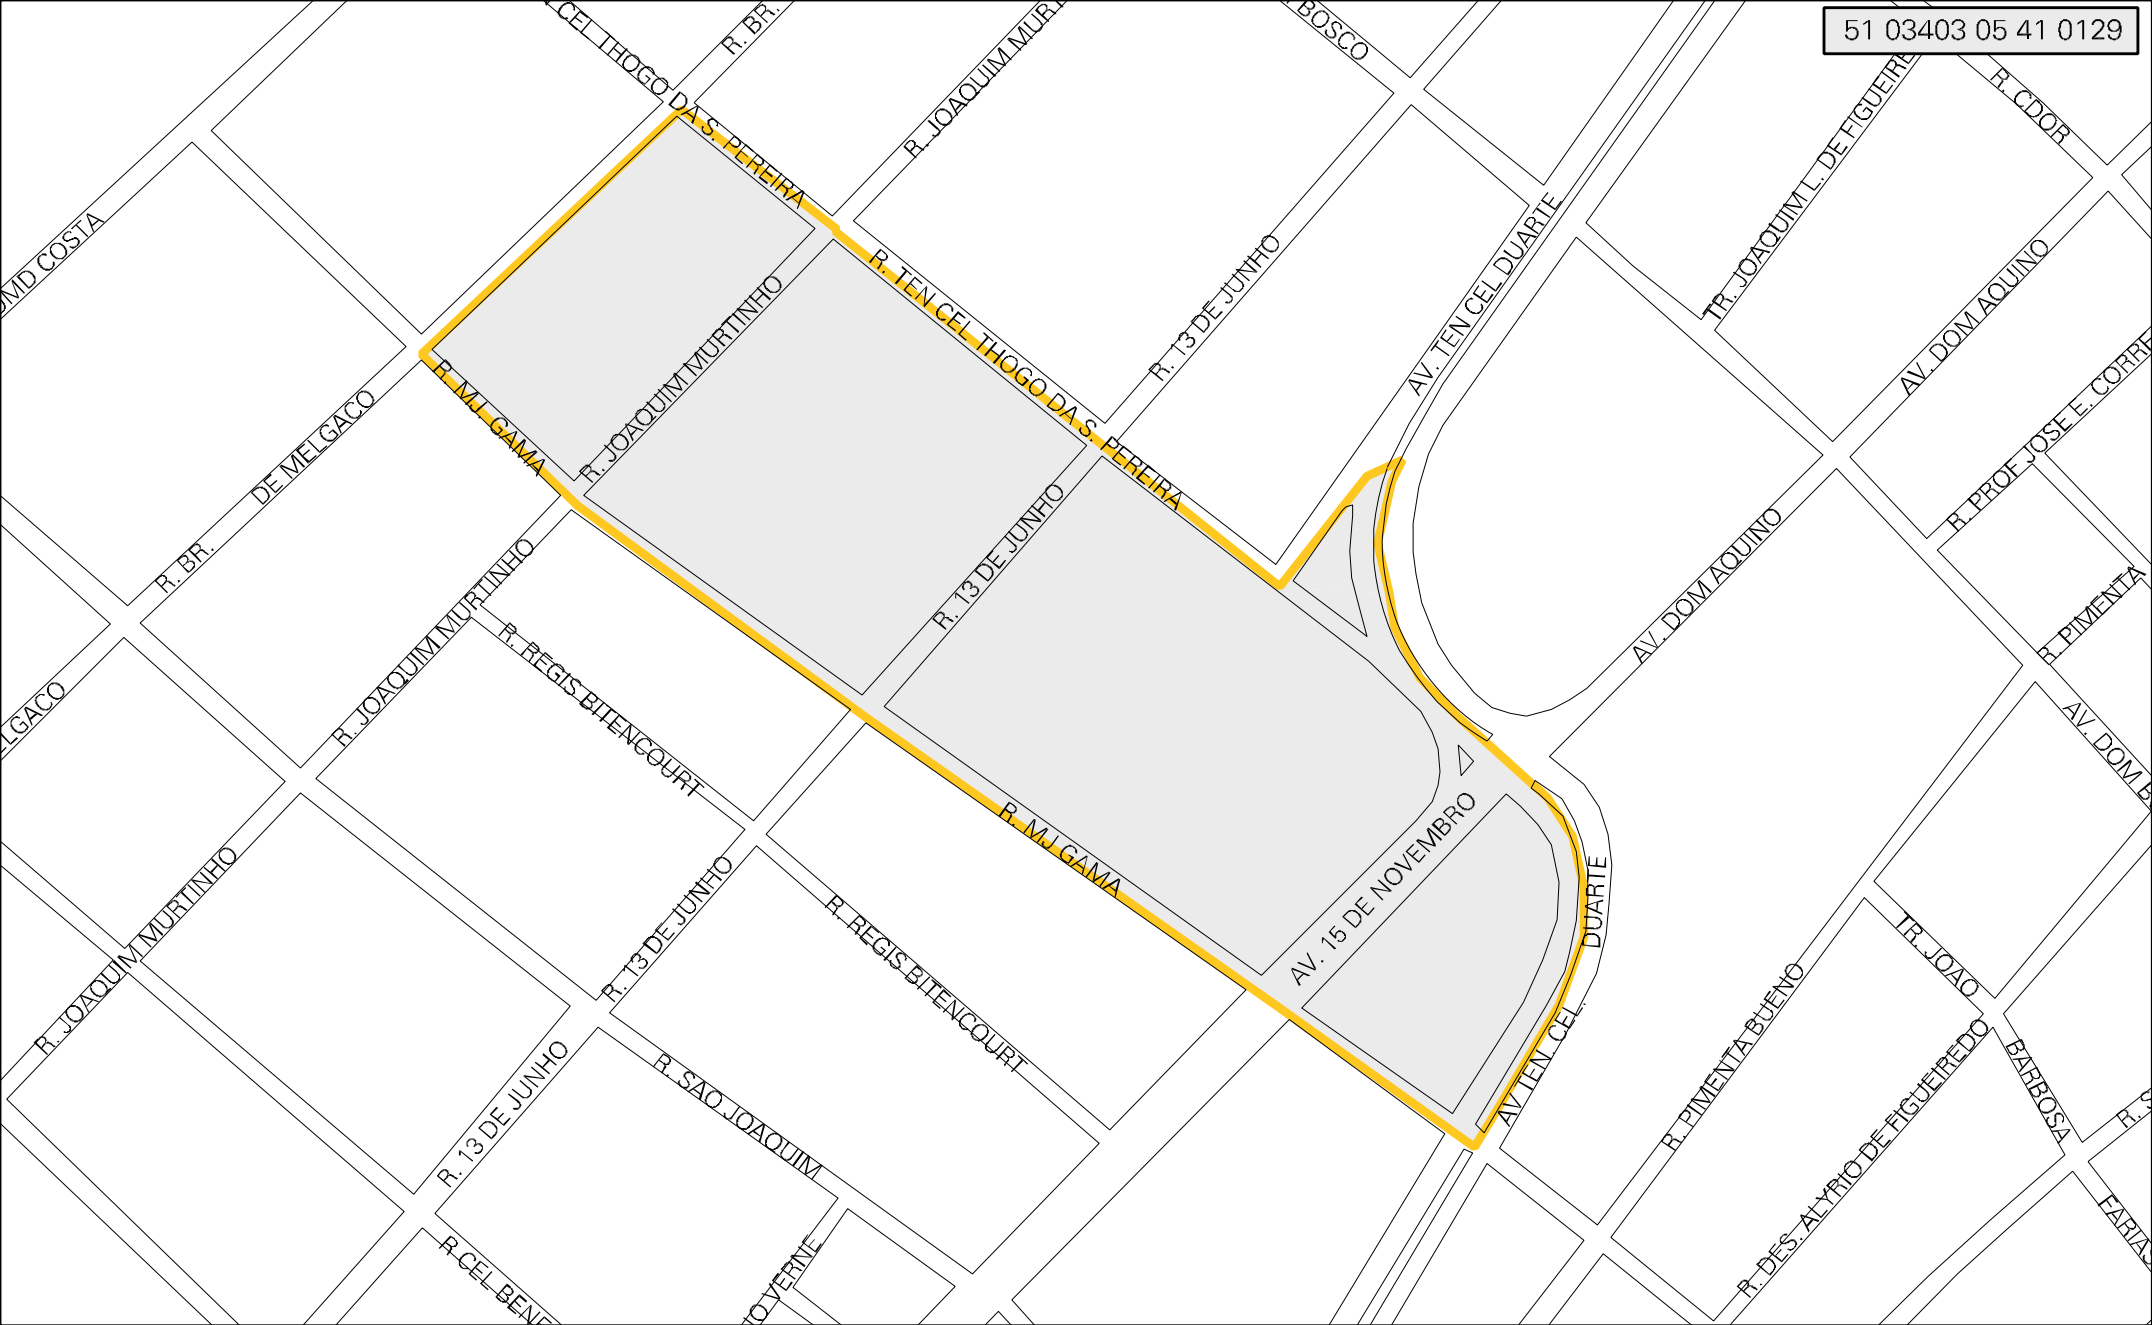 51 03403 05 41 0129
CEL THOGO DA S. PEREIRA
R. BR.
R. JOAQUIM MURT
BOSCO
TR. JOAQUIM L. DE FIGUEIRE
R. CDOR
COSTA
R. TEN CEL THOGO DA S. PEREIRA
R. 13 DE JUNHO
AV. TEN CEL DUARTE
AV. DOM AQUINO
R. PROF JOSE E. CORRE
R. MJ. GAMA
R. JOAQUIM MURTINHO
R. BR.
DE MELGACO
R. 13 DE JUNHO
AV. DOM AQUINO
R. PIMENTA
R. JOAQUIM MURTINHO
R. REGIS BITENCOURT
LGACO
AV. DOM B
R. MJ GAMA
AV. 15 DE NOVEMBRO
R. JOAQUIM MURTINHO
R. 13 DE JUNHO
R. REGIS BITENCOURT
AV TEN. CEL.
DUARTE
R. PIMENTA BUENO
TR. JOAO
BARBOSA
FARIAS
R. DES. ALYRIO DE FIGUEIREDO
R. S
R. 13 DE JUNHO
R. SAO JOAQUIM
R CEL BENE
VERNE